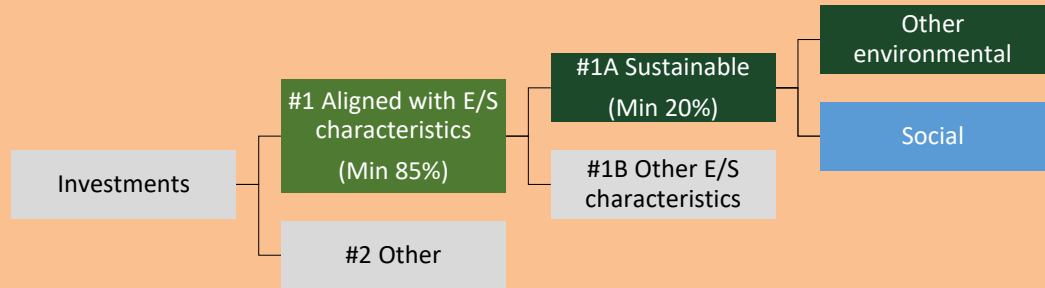 Investments
#1 Aligned with E/S
characteristics
(Min 85%)
#2 Other
#1A Sustainable
(Min 20%)
#1B Other E/S
characteristics
Other
environmental
Social